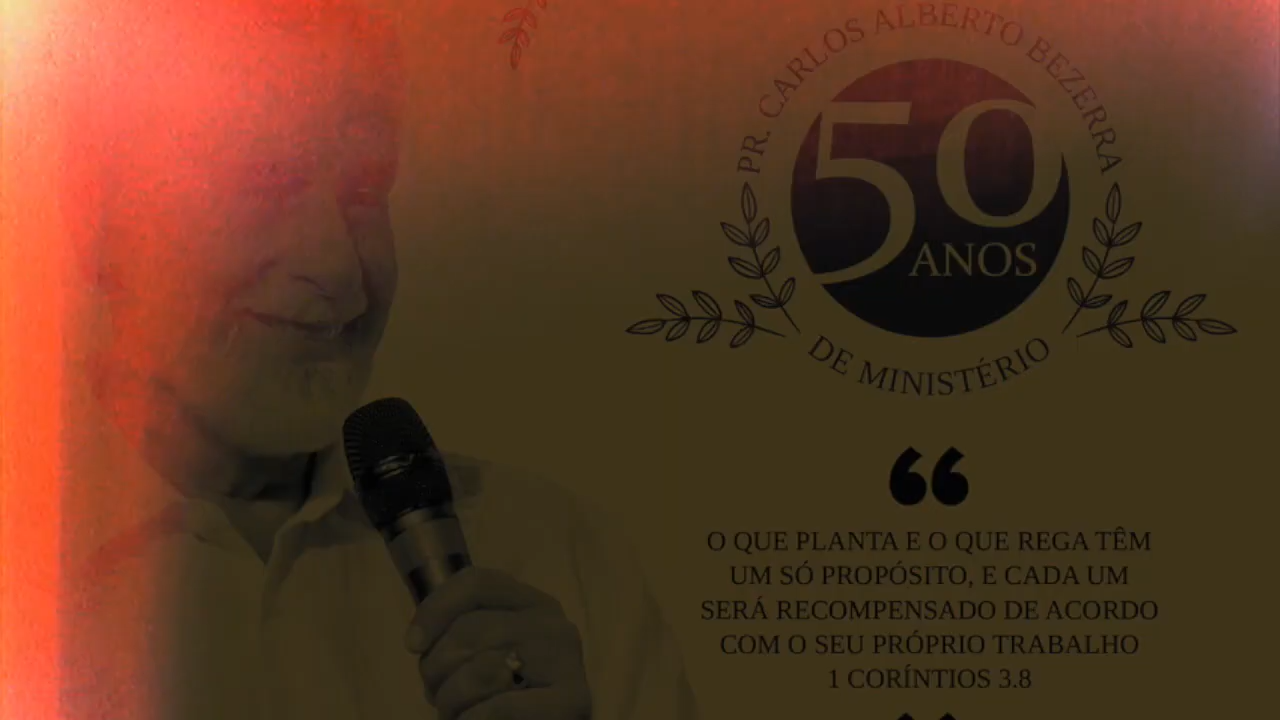 PR. CARLOS ALBERTO BEZERRA
50
ANOS
DE MINISTÉRIO
“
O QUE PLANTA E O QUE REGA TÊM
UM SÓ PROPÓSITO, E CADA UM
SERÁ RECOMPENSADO DE ACORDO
COM O SEU PRÓPRIO TRABALHO
1 CORÍNTIOS 3.8